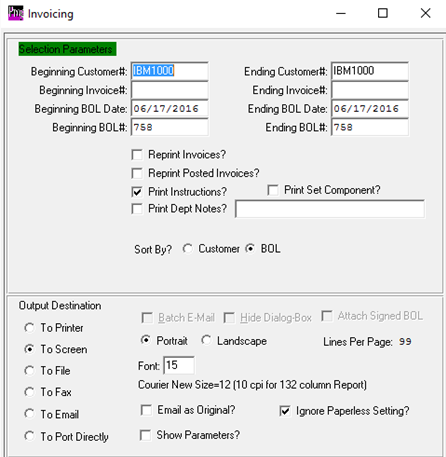 Invoicing
Selection Parameters:
Beginning Customer#: IBM1000 Ending Customer#: IBM1000
Beginning Invoice#: Ending Invoice#:
Beginning BOL Date: 06/17/2016 Ending BOL Date: 06/17/2016
Beginning BOL#: 758 Ending BOL#: 758
Reprint Invoices?
Reprint Posted Invoices?
Print Instructions? Print Set Component?
Print Dept Notes?
Sort By? Customer BOL
Output Destination
To Printer Batch E-Mail Hide Dialog-Box Attach Signed BOL
To Screen Portrait Landscape Lines Per Page: 99
To File Font: 15
To Fax Courier New Size=12 (10 cpi for 132 column Report)
To Email Email as Original? Ignore Paperless Setting?
To Port Directly Show Parameters?